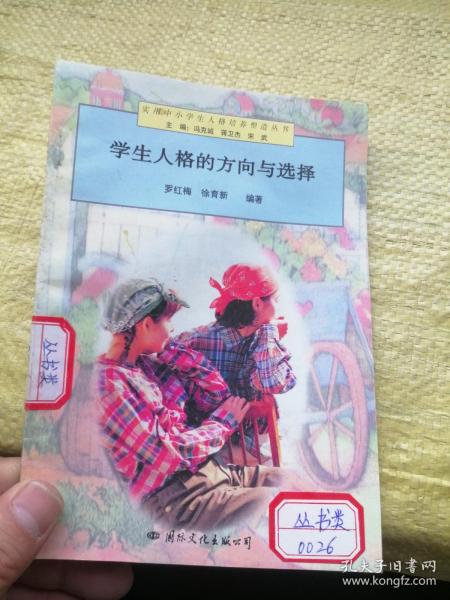 实用中小学生人格培养塑造丛书
主 编：冯克诚 蒋卫杰 宋 武
学生人格的方向与选择
罗红梅 徐育新 编著
丛书类
国际文化出版公司
丛书类
0026
孔夫子旧书网
www.kongfz.com